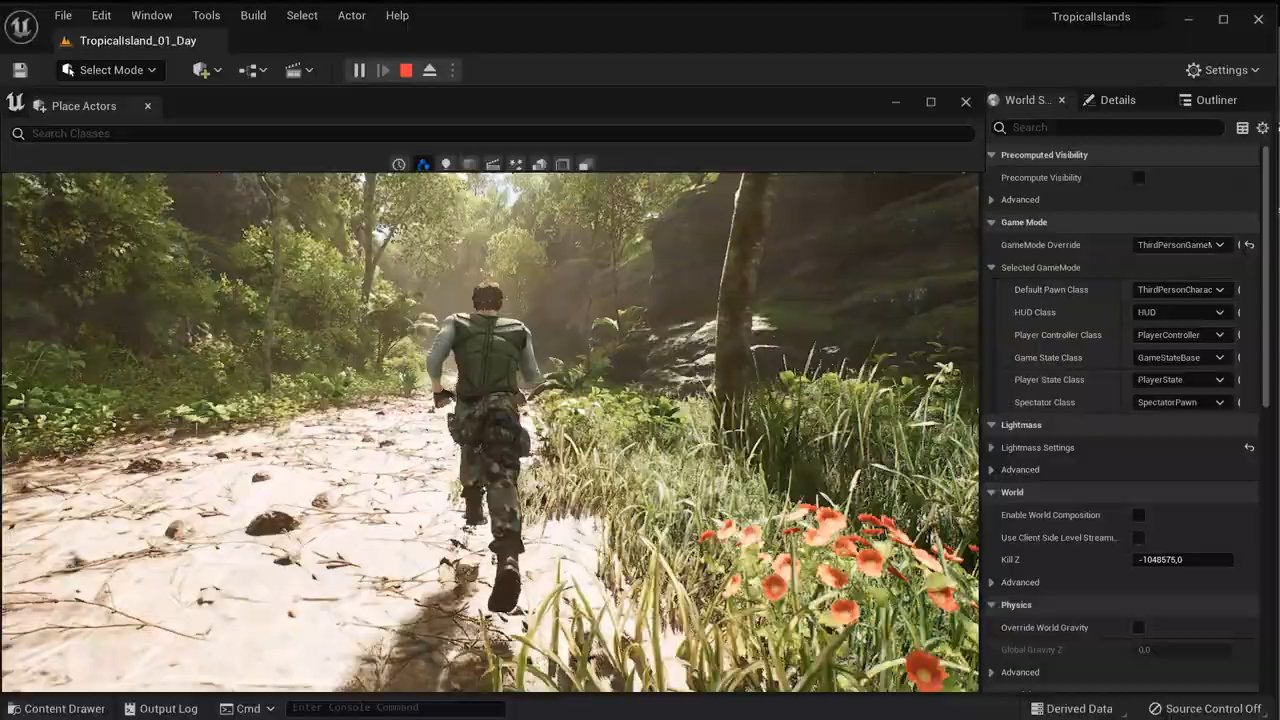 File Edit Window Tools Build Select Actor Help TropicalIslands
TropicalIsland_01_Day
Select Mode Settings
Place Actors World S... Details Outliner
Search Classes Search
Precomputed Visibility
Precompute Visibility
Advanced
Game Mode
GameMode Override ThirdPersonGameM
Selected GameMode
Default Pawn Class ThirdPersonCharac
HUD Class HUD
Player Controller Class PlayerController
Game State Class GameStateBase
Player State Class PlayerState
Spectator Class SpectatorPawn
Lightmass
Lightmass Settings
Advanced
World
Enable World Composition
Use Client Side Level Streami...
Kill Z -1048575,0
Advanced
Physics
Override World Gravity
Global Gravity Z 0,0
Advanced
Content Drawer Output Log Cmd Enter Console Command Derived Data Source Control Off